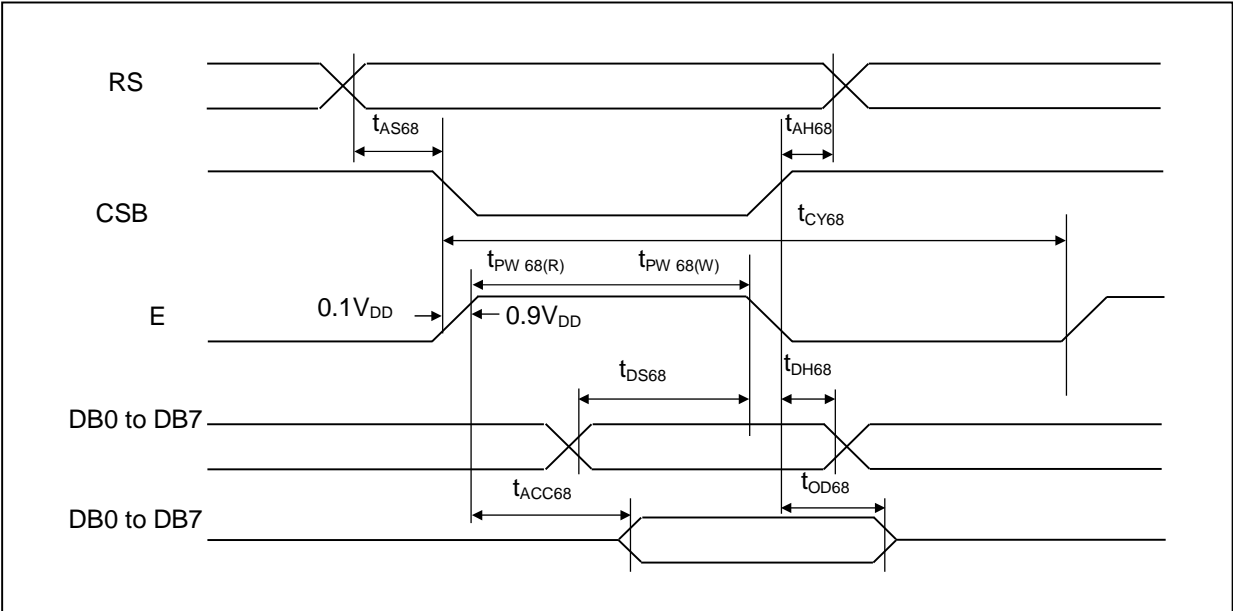 RS
tAS68
tAH68
CSB
tCY68
tPW 68(R)
tPW 68(W)
E
0.1VDD
0.9VDD
tDS68
tDH68
DB0 to DB7
tACC68
tOD68
DB0 to DB7